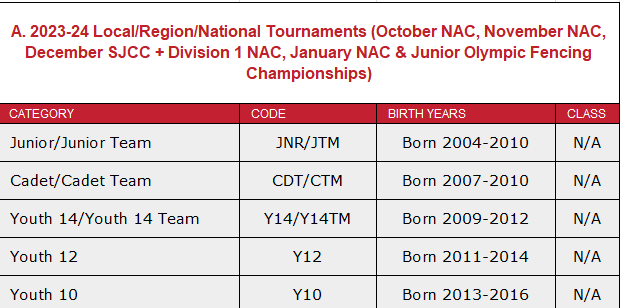 A. 2023-24 Local/Region/National Tournaments (October NAC, November NAC,
December SJCC + Division 1 NAC, January NAC & Junior Olympic Fencing
Championships)
CATEGORY CODE BIRTH YEARS CLASS
Junior/Junior Team JNR/JTM Born 2004-2010 N/A
Cadet/Cadet Team CDT/CTM Born 2007-2010 N/A
Youth 14/Youth 14 Team Y14/Y14TM Born 2009-2012 N/A
Youth 12 Y12 Born 2011-2014 N/A
Youth 10 Y10 Born 2013-2016 N/A